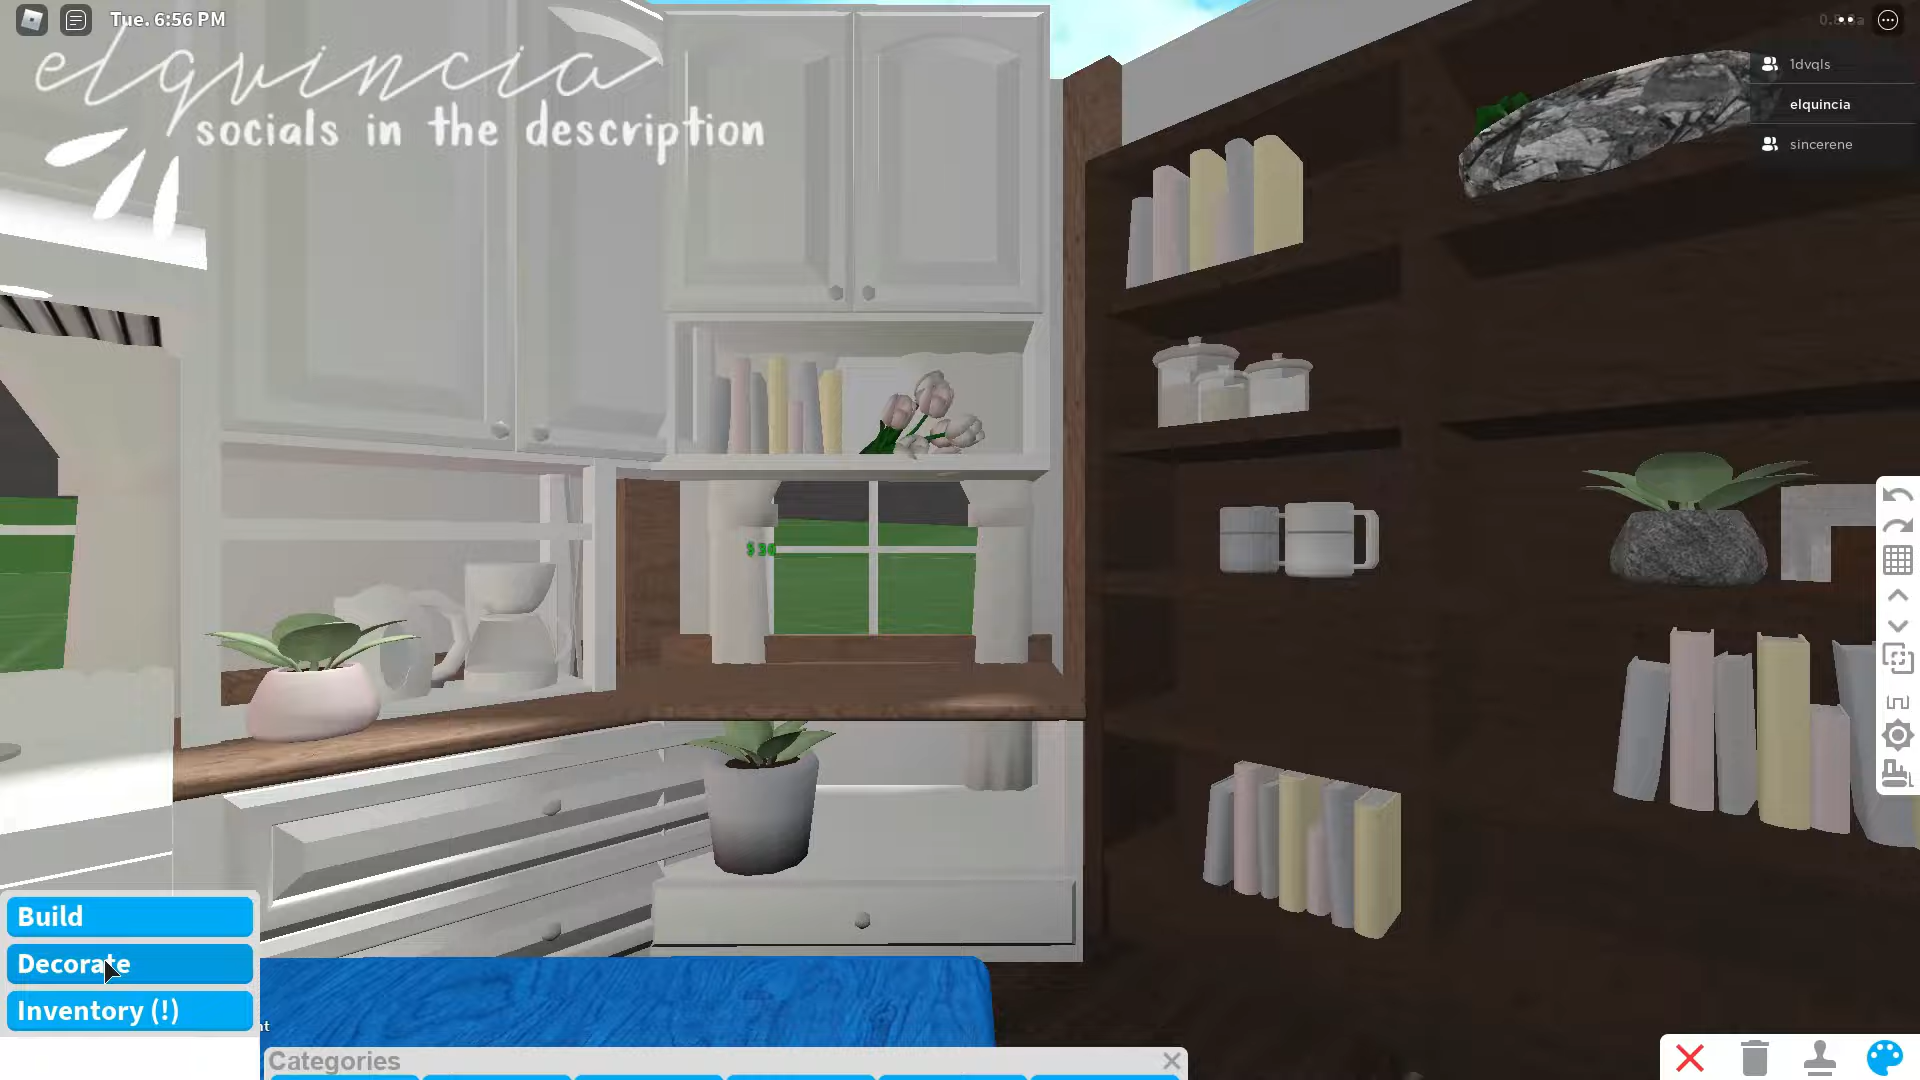 Tue. 6:56 PM
elquincia
socials in the description
1dvqls
elquincia
sincerene
$30
Build
Decorate
Inventory (!)
Categories